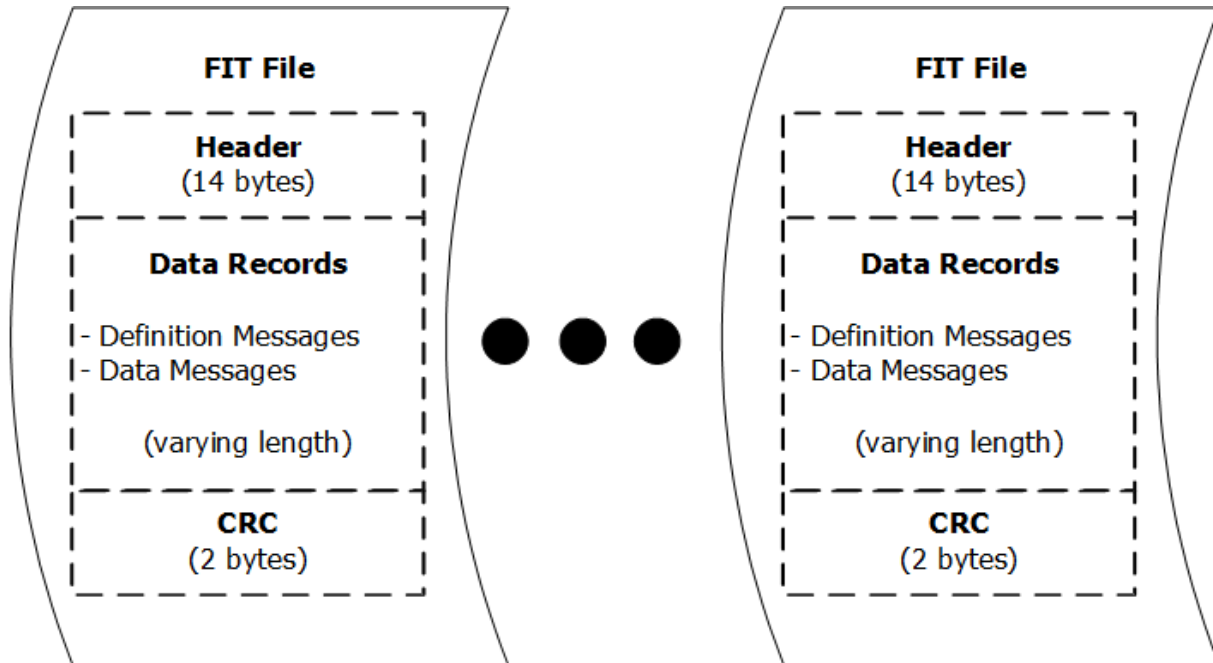 FIT File
Header
(14 bytes)
Data Records
- Definition Messages
- Data Messages
(varying length)
CRC
(2 bytes)
FIT File
Header
(14 bytes)
Data Records
- Definition Messages
- Data Messages
(varying length)
CRC
(2 bytes)